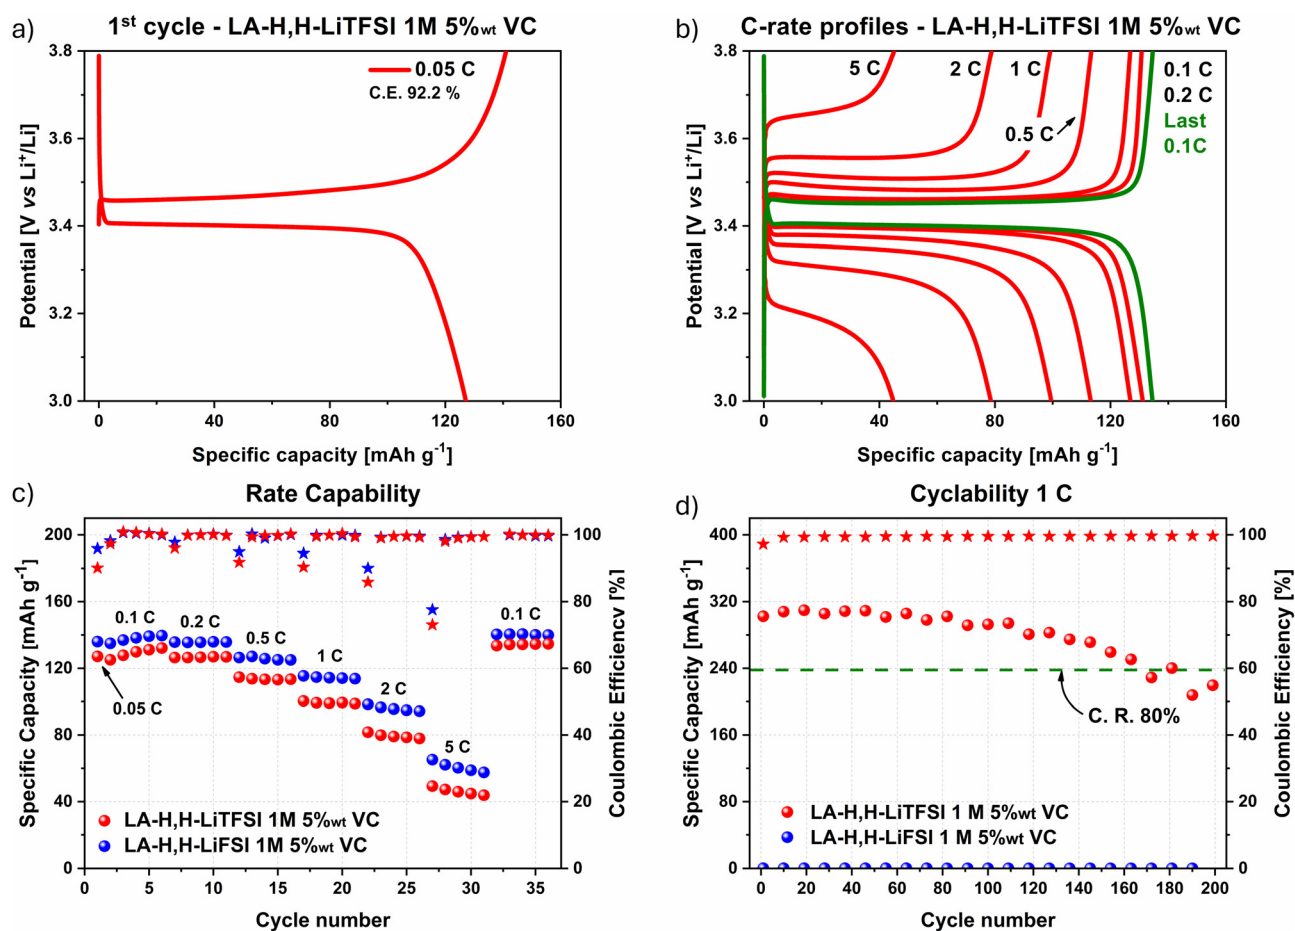 a)
1st cycle - LA-H,H-LiTFSI 1M 5%wt VC
3.8
3.6
3.4
3.2
3.0
Potential [V vs Li+/Li]
0.05 C
C.E. 92.2 %
0 40 80 120 160
Specific capacity [mAh g-1]
b)
C-rate profiles - LA-H,H-LiTFSI 1M 5%wt VC
3.8
3.6
3.4
3.2
3.0
Potential [V vs Li+/Li]
5 C
2 C
1 C
0.5 C
0.1 C
0.2 C
Last
0.1C
0 40 80 120 160
Specific capacity [mAh g-1]
c)
Rate Capability
200
160
120
80
40
0
Specific Capacity [mAh g-1]
0.1 C
0.2 C
0.5 C
1 C
2 C
5 C
0.1 C
0.05 C
LA-H,H-LiTFSI 1M 5%wt VC
LA-H,H-LiFSI 1M 5%wt VC
100
80
60
40
20
0
Coulombic Efficiencv [%]
0 5 10 15 20 25 30 35
Cycle number
d)
Cyclability 1 C
400
320
240
160
80
0
Specific Capacity [mAh g-1]
C. R. 80%
LA-H,H-LiTFSI 1 M 5%wt VC
LA-H,H-LiFSI 1 M 5%wt VC
100
80
60
40
20
0
Coulombic Efficiency [%]
0 20 40 60 80 100 120 140 160 180 200
Cycle number